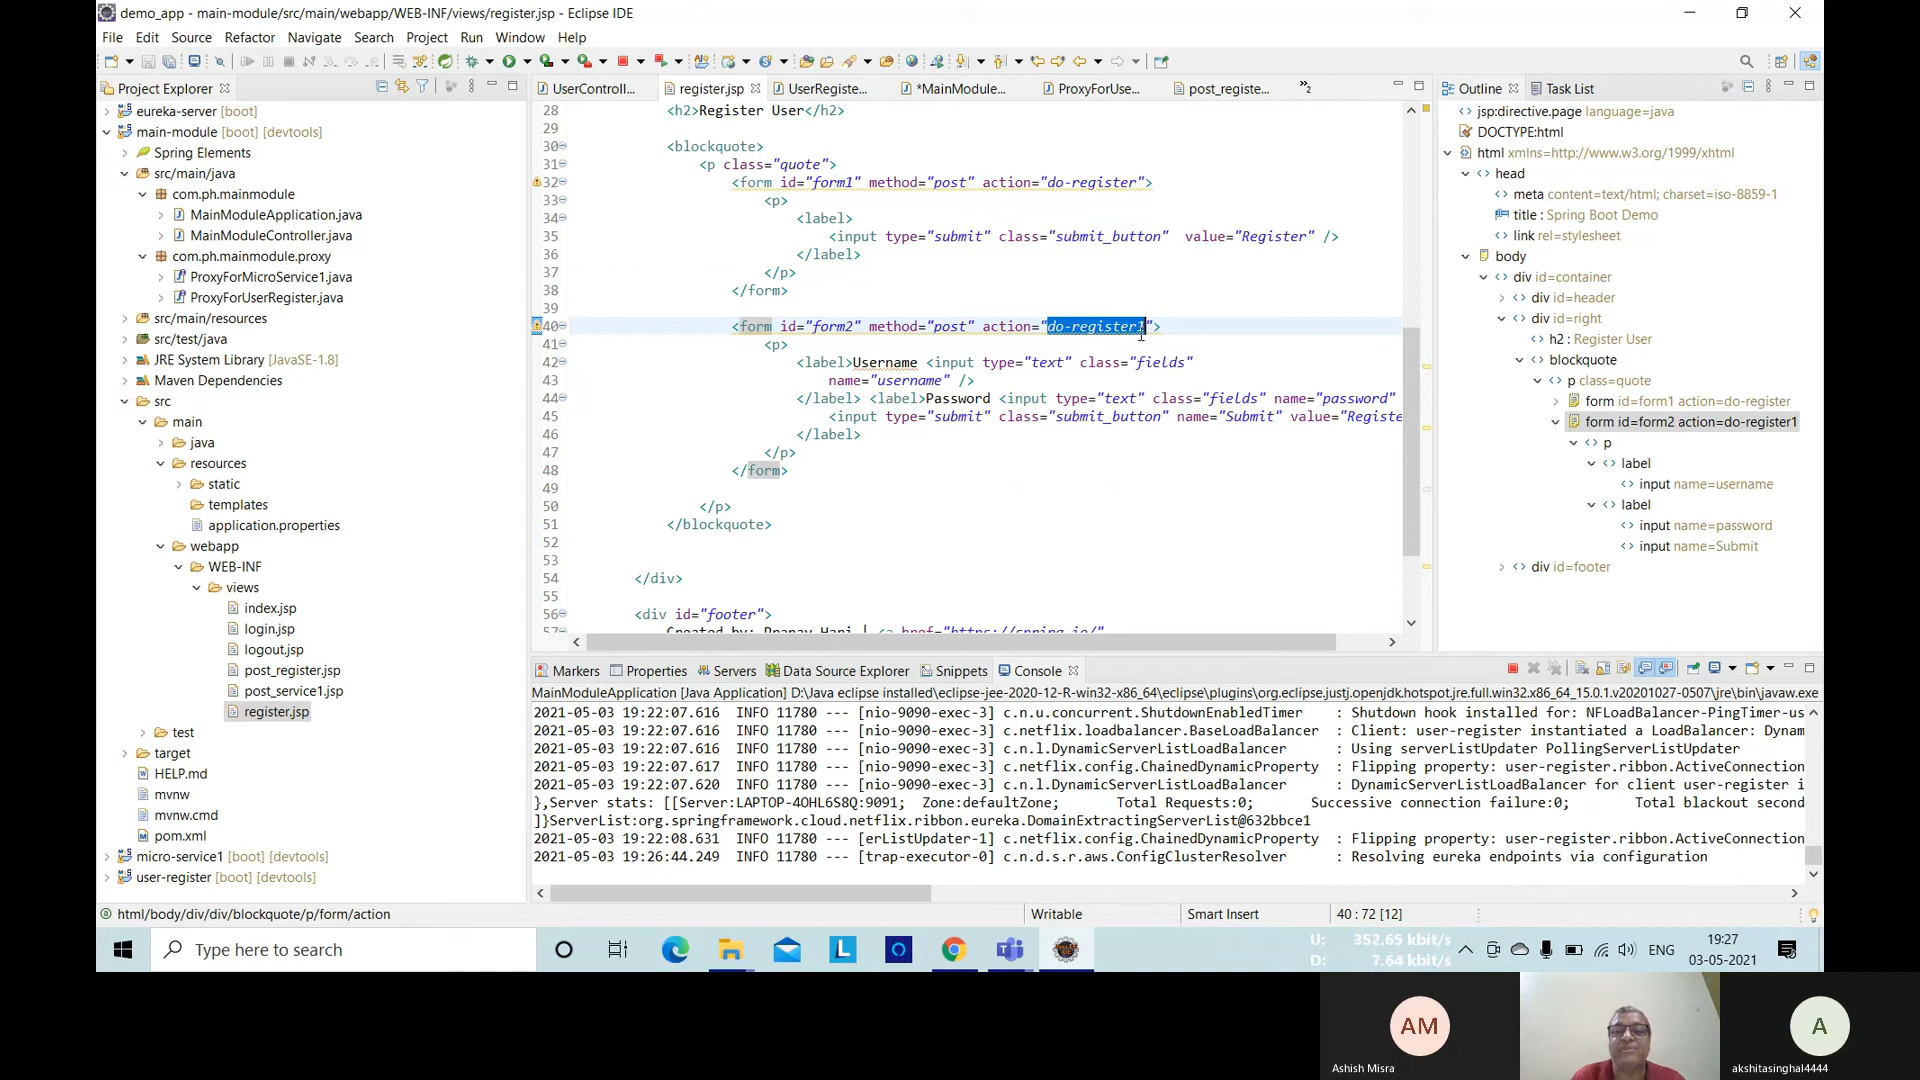 demo_app - main-module/src/main/webapp/WEB-INF/views/register.jsp - Eclipse IDE
File Edit Source Refactor Navigate Search Project Run Window Help
Project Explorer
eureka-server [boot]
main-module [boot] [devtools]
Spring Elements
src/main/java
com.ph.mainmodule
MainModuleApplication.java
MainModuleController.java
com.ph.mainmodule.proxy
ProxyForMicroService1.java
ProxyForUserRegister.java
src/main/resources
src/test/java
JRE System Library [JavaSE-1.8]
Maven Dependencies
src
main
java
resources
static
templates
application.properties
webapp
WEB-INF
views
index.jsp
login.jsp
logout.jsp
post_register.jsp
post_service1.jsp
register.jsp
test
target
HELP.md
mvnw
mvnw.cmd
pom.xml
micro-service1 [boot] [devtools]
user-register [boot] [devtools]
UserControll... register.jsp UserRegiste... *MainModule... ProxyForUse... post_registe... »2
28 <h2>Register User</h2>
29
30 <blockquote>
31 <p class="quote">
32 <form id="form1" method="post" action="do-register">
33 <p>
34 <label>
35 <input type="submit" class="submit_button" value="Register" />
36 </label>
37 </p>
38 </form>
39
40 <form id="form2" method="post" action="do-register1">
41 <p>
42 <label>Username <input type="text" class="fields"
43 name="username" />
44 </label> <label>Password <input type="text" class="fields" name="password"
45 <input type="submit" class="submit_button" name="Submit" value="Registe
46 </label>
47 </p>
48 </form>
49
50 </p>
51 </blockquote>
52
53
54 </div>
55
56 <div id="footer">
57 Created by: Pranay Hari | <a href="https://spring.io/"
Outline Task List
jsp:directive.page language=java
DOCTYPE:html
html xmlns=http://www.w3.org/1999/xhtml
head
meta content=text/html; charset=iso-8859-1
title : Spring Boot Demo
link rel=stylesheet
body
div id=container
div id=header
div id=right
h2 : Register User
blockquote
p class=quote
form id=form1 action=do-register
form id=form2 action=do-register1
p
label
input name=username
label
input name=password
input name=Submit
div id=footer
Markers Properties Servers Data Source Explorer Snippets Console
MainModuleApplication [Java Application] D:\Java eclipse installed\eclipse-jee-2020-12-R-win32-x86_64\eclipse\plugins\org.eclipse.justj.openjdk.hotspot.jre.full.win32.x86_64_15.0.1.v20201027-0507\jre\bin\javaw.exe
2021-05-03 19:22:07.616 INFO 11780 --- [nio-9090-exec-3] c.n.u.concurrent.ShutdownEnabledTimer : Shutdown hook installed for: NFLoadBalancer-PingTimer-us
2021-05-03 19:22:07.616 INFO 11780 --- [nio-9090-exec-3] c.netflix.loadbalancer.BaseLoadBalancer : Client: user-register instantiated a LoadBalancer: Dynam
2021-05-03 19:22:07.616 INFO 11780 --- [nio-9090-exec-3] c.n.l.DynamicServerListLoadBalancer : Using serverListUpdater PollingServerListUpdater
2021-05-03 19:22:07.617 INFO 11780 --- [nio-9090-exec-3] c.netflix.config.ChainedDynamicProperty : Flipping property: user-register.ribbon.ActiveConnection
2021-05-03 19:22:07.620 INFO 11780 --- [nio-9090-exec-3] c.n.l.DynamicServerListLoadBalancer : DynamicServerListLoadBalancer for client user-register i
},Server stats: [[Server:LAPTOP-4OHL6S8Q:9091; Zone:defaultZone; Total Requests:0; Successive connection failure:0; Total blackout second
]}ServerList:org.springframework.cloud.netflix.ribbon.eureka.DomainExtractingServerList@632bbce1
2021-05-03 19:22:08.631 INFO 11780 --- [erListUpdater-1] c.netflix.config.ChainedDynamicProperty : Flipping property: user-register.ribbon.ActiveConnection
2021-05-03 19:26:44.249 INFO 11780 --- [trap-executor-0] c.n.d.s.r.aws.ConfigClusterResolver : Resolving eureka endpoints via configuration
html/body/div/div/blockquote/p/form/action Writable Smart Insert 40 : 72 [12]
Type here to search
U: 352.65 kbit/s
D: 7.64 kbit/s
ENG
19:27
03-05-2021
AM
Ashish Misra
A
akshitasinghal4444